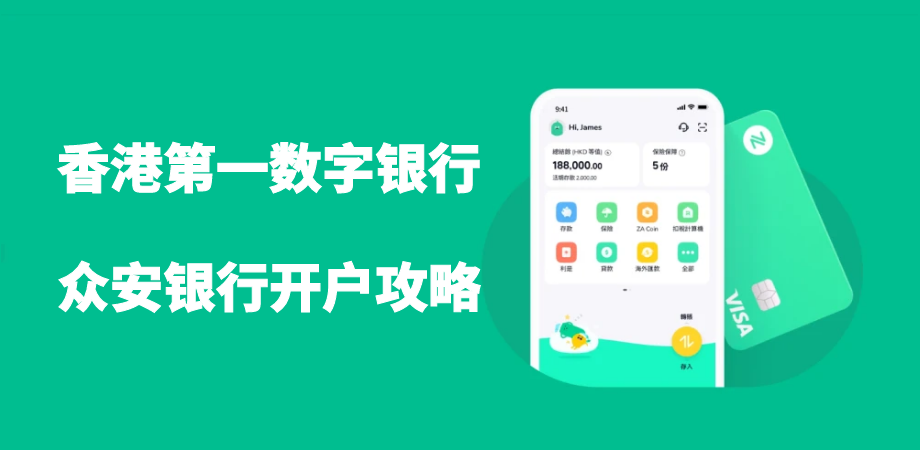 香港第一数字银行
众安银行开户攻略
9:41
Hi, James
總結餘 (HKD 等值)
188,000.00
活期存款 2,000.00
保險保障
5 份
存款
保險
ZA Coin
扣稅計算機
利是
貸款
海外匯款
全部
轉賬
存入
VISA